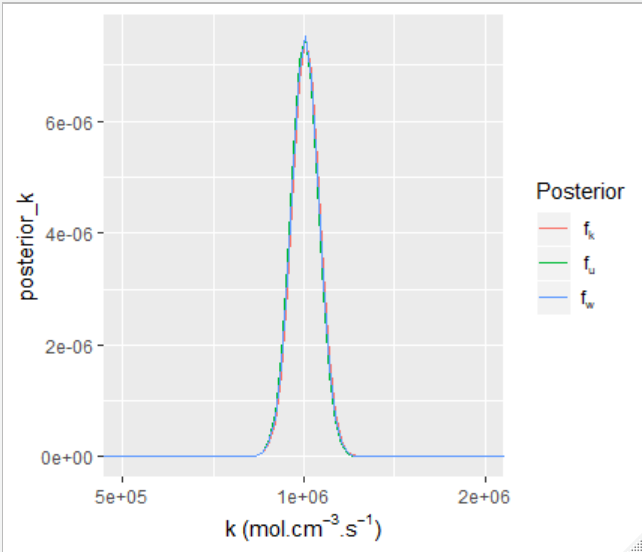 posterior_k
6e-06
4e-06
2e-06
0e+00
5e+05 1e+06 2e+06
k (mol.cm⁻³.s⁻¹)
Posterior
fₖ
fᵤ
f_w